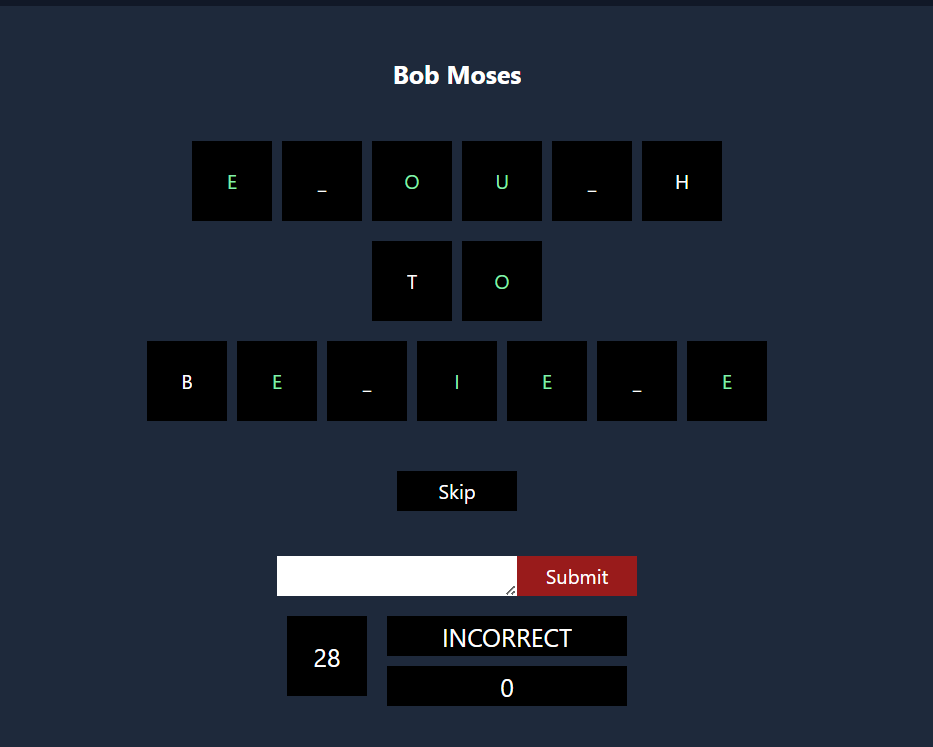 Bob Moses
E _ O U _ H
T O
B E _ I E _ E
Skip
Submit
28
INCORRECT
0